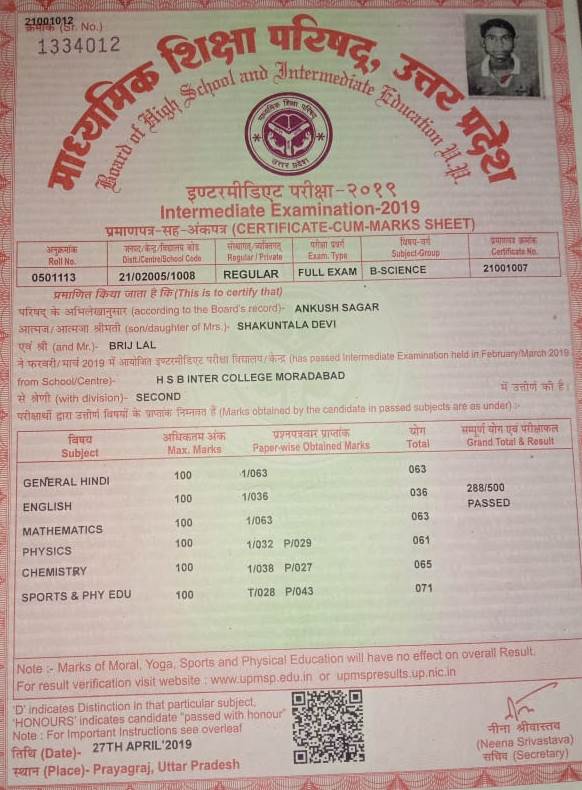 21001012
क्रमांक (Sr. No.)
1334012
माध्यमिक शिक्षा परिषद्, उत्तर प्रदेश
Board of High School and Intermediate Education U.P.
माध्यमिक शिक्षा परिषद्
उत्तर प्रदेश
इण्टरमीडिएट परीक्षा-२०१९
Intermediate Examination-2019
प्रमाणपत्र-सह-अंकपत्र (CERTIFICATE-CUM-MARKS SHEET)
अनुक्रमांक जनपद/केन्द्र/विद्यालय कोड संस्थागत/व्यक्तिगत परीक्षा प्रवर्ग विषय-वर्ग प्रमाणपत्र क्रमांक
Roll No. Distt./Centre/School Code Regular / Private Exam. Type Subject-Group Certificate No.
0501113 21/02005/1008 REGULAR FULL EXAM B-SCIENCE 21001007
प्रमाणित किया जाता है कि (This is to certify that)
परिषद के अभिलेखानुसार (according to the Board's record)- ANKUSH SAGAR
आत्मज/आत्मजा श्रीमती (son/daughter of Mrs.)- SHAKUNTALA DEVI
एवं श्री (and Mr.)- BRIJ LAL
ने फरवरी/मार्च 2019 में आयोजित इण्टरमीडिएट परीक्षा विद्यालय/केन्द्र (has passed Intermediate Examination held in February/March 2019
from School/Centre)- H S B INTER COLLEGE MORADABAD
से श्रेणी (with division)- SECOND में उत्तीर्ण की है।
परीक्षार्थी द्वारा उत्तीर्ण विषयों के प्राप्तांक निम्नवत हैं (Marks obtained by the candidate in passed subjects are as under) :-
विषय अधिकतम अंक प्रश्नपत्रवार प्राप्तांक योग सम्पूर्ण योग एवं परीक्षाफल
Subject Max. Marks Paper-wise Obtained Marks Total Grand Total & Result
GENERAL HINDI 100 1/063 063
ENGLISH 100 1/036 036 288/500
PASSED
MATHEMATICS 100 1/063 063
PHYSICS 100 1/032 P/029 061
CHEMISTRY 100 1/038 P/027 065
SPORTS & PHY EDU 100 T/028 P/043 071
Note :- Marks of Moral, Yoga, Sports and Physical Education will have no effect on overall Result.
For result verification visit website : www.upmsp.edu.in or upmspresults.up.nic.in
'D' indicates Distinction in that particular subject,
'HONOURS' indicates candidate "passed with honour"
Note : For Important Instructions see overleaf
तिथि (Date)- 27TH APRIL'2019
स्थान (Place)- Prayagraj, Uttar Pradesh
नीना श्रीवास्तव
(Neena Srivastava)
सचिव (Secretary)